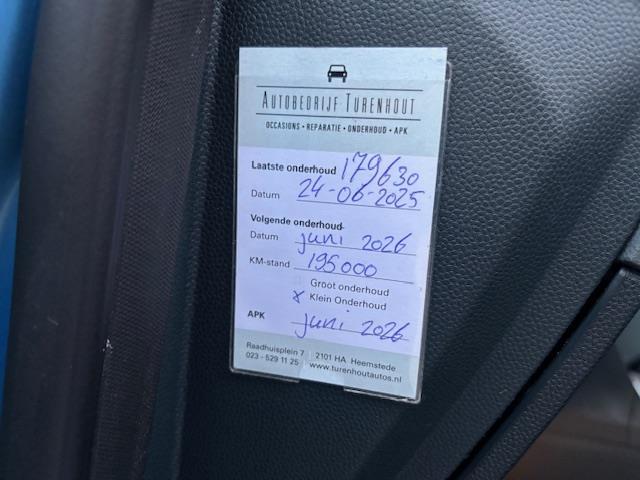 AUTOBEDRIJF TURENHOUT
OCCASIONS • REPARATIE • ONDERHOUD • APK
Laatste onderhoud 179630
Datum 24-06-2025
Volgende onderhoud
Datum juni 2026
KM-stand 195000
Groot onderhoud
x Klein Onderhoud
APK juni 2026
Raadhuisplein 7 | 2101 HA Heemstede
023 - 529 11 25 | www.turenhoutautos.nl